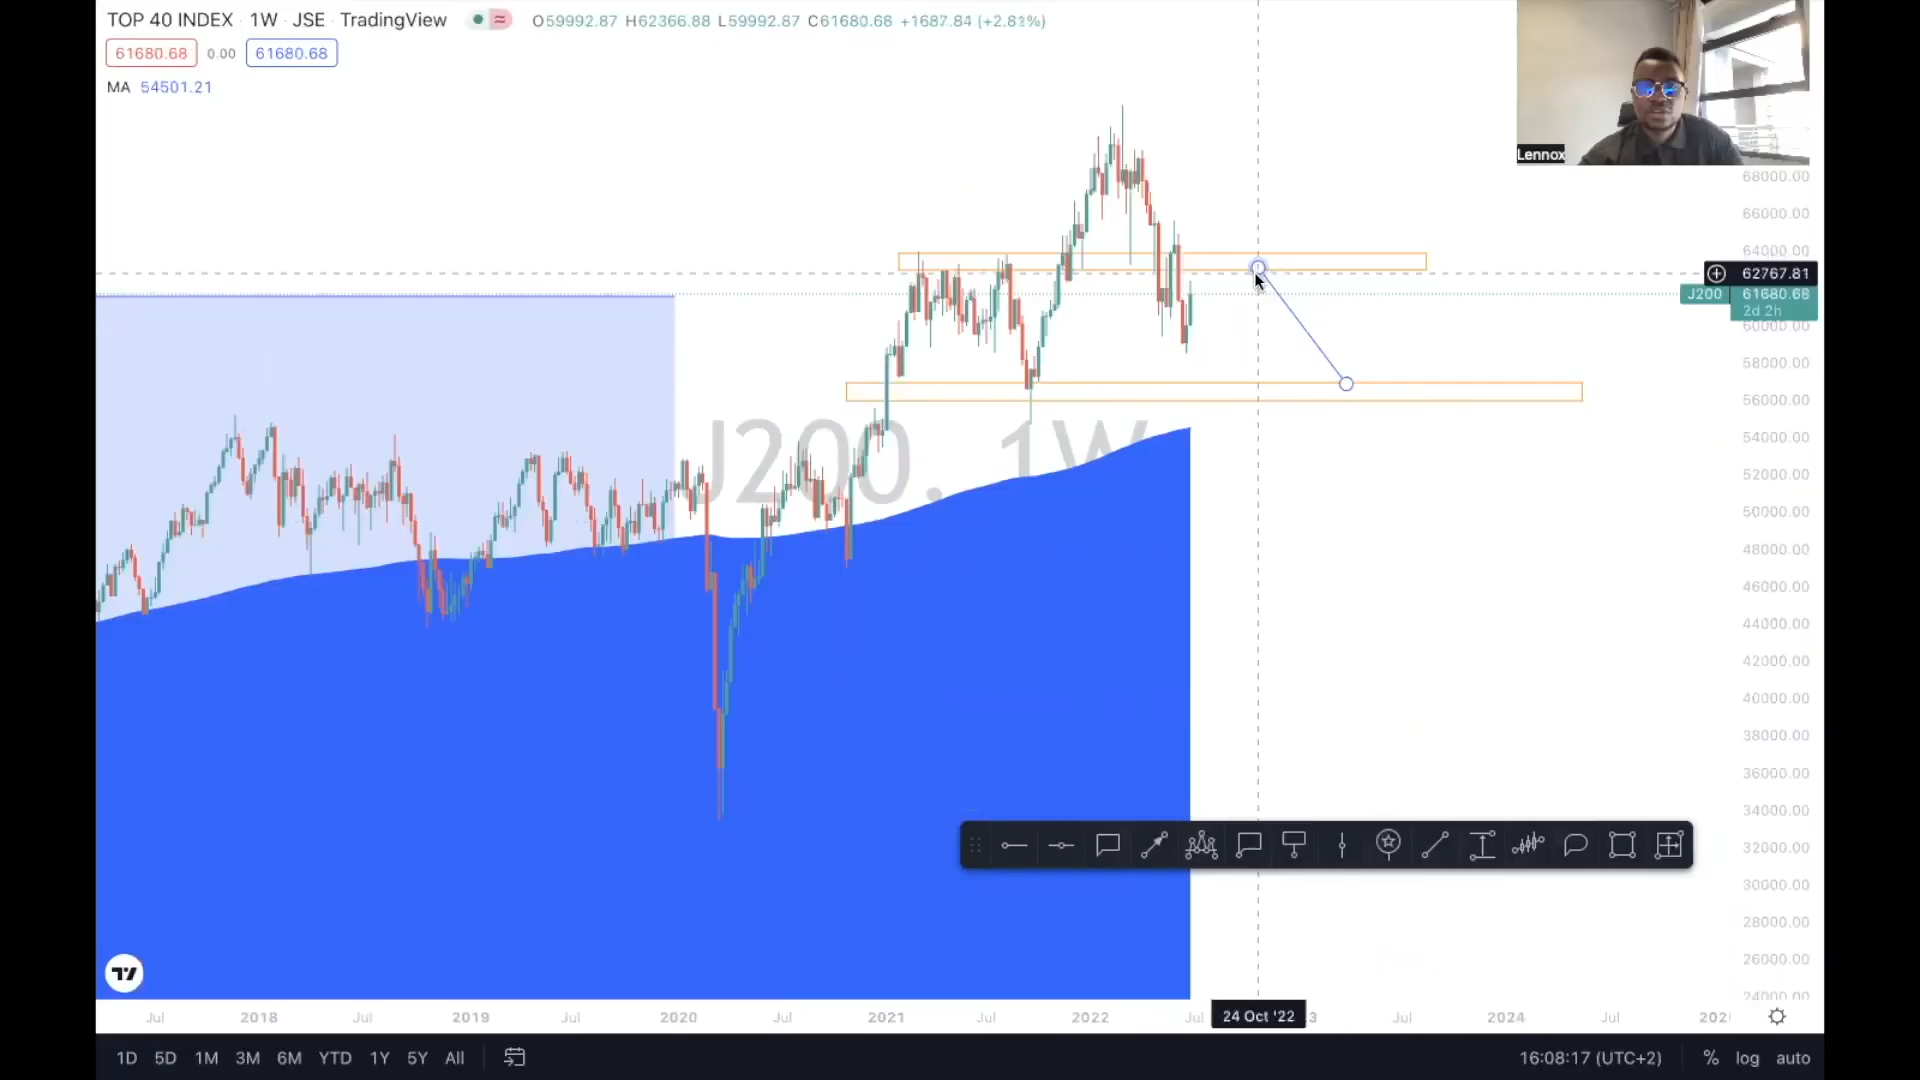 TOP 40 INDEX · 1W · JSE · TradingView O59992.87 H62366.88 L59992.87 C61680.68 +1687.84 (+2.81%)
61680.68 0.00 61680.68
MA 54501.21
Lennox
68000.00
66000.00
64000.00
62767.81
J200 61680.68
2d 2h
60000.00
58000.00
56000.00
54000.00
J200, 1W
52000.00
50000.00
48000.00
46000.00
44000.00
42000.00
40000.00
38000.00
36000.00
34000.00
32000.00
30000.00
28000.00
26000.00
24000.00
Jul 2018 Jul 2019 Jul 2020 Jul 2021 Jul 2022 Jul 24 Oct '22 3 Jul 2024 Jul 202
1D 5D 1M 3M 6M YTD 1Y 5Y All 16:08:17 (UTC+2) % log auto